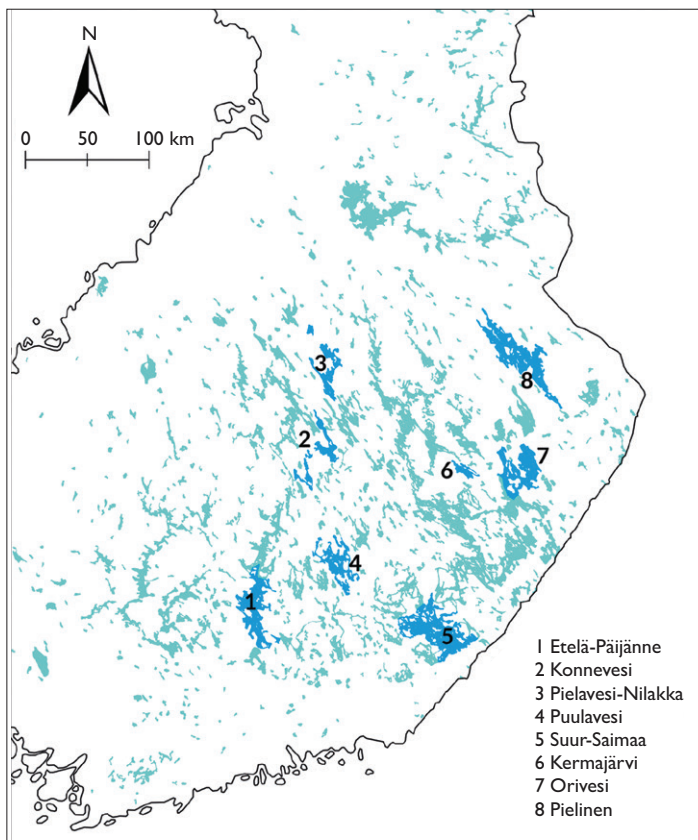 N
0 50 100 km
3
8
2
6
7
4
1
5
1 Etelä-Päijänne
2 Konnevesi
3 Pielavesi-Nilakka
4 Puulavesi
5 Suur-Saimaa
6 Kermajärvi
7 Orivesi
8 Pielinen